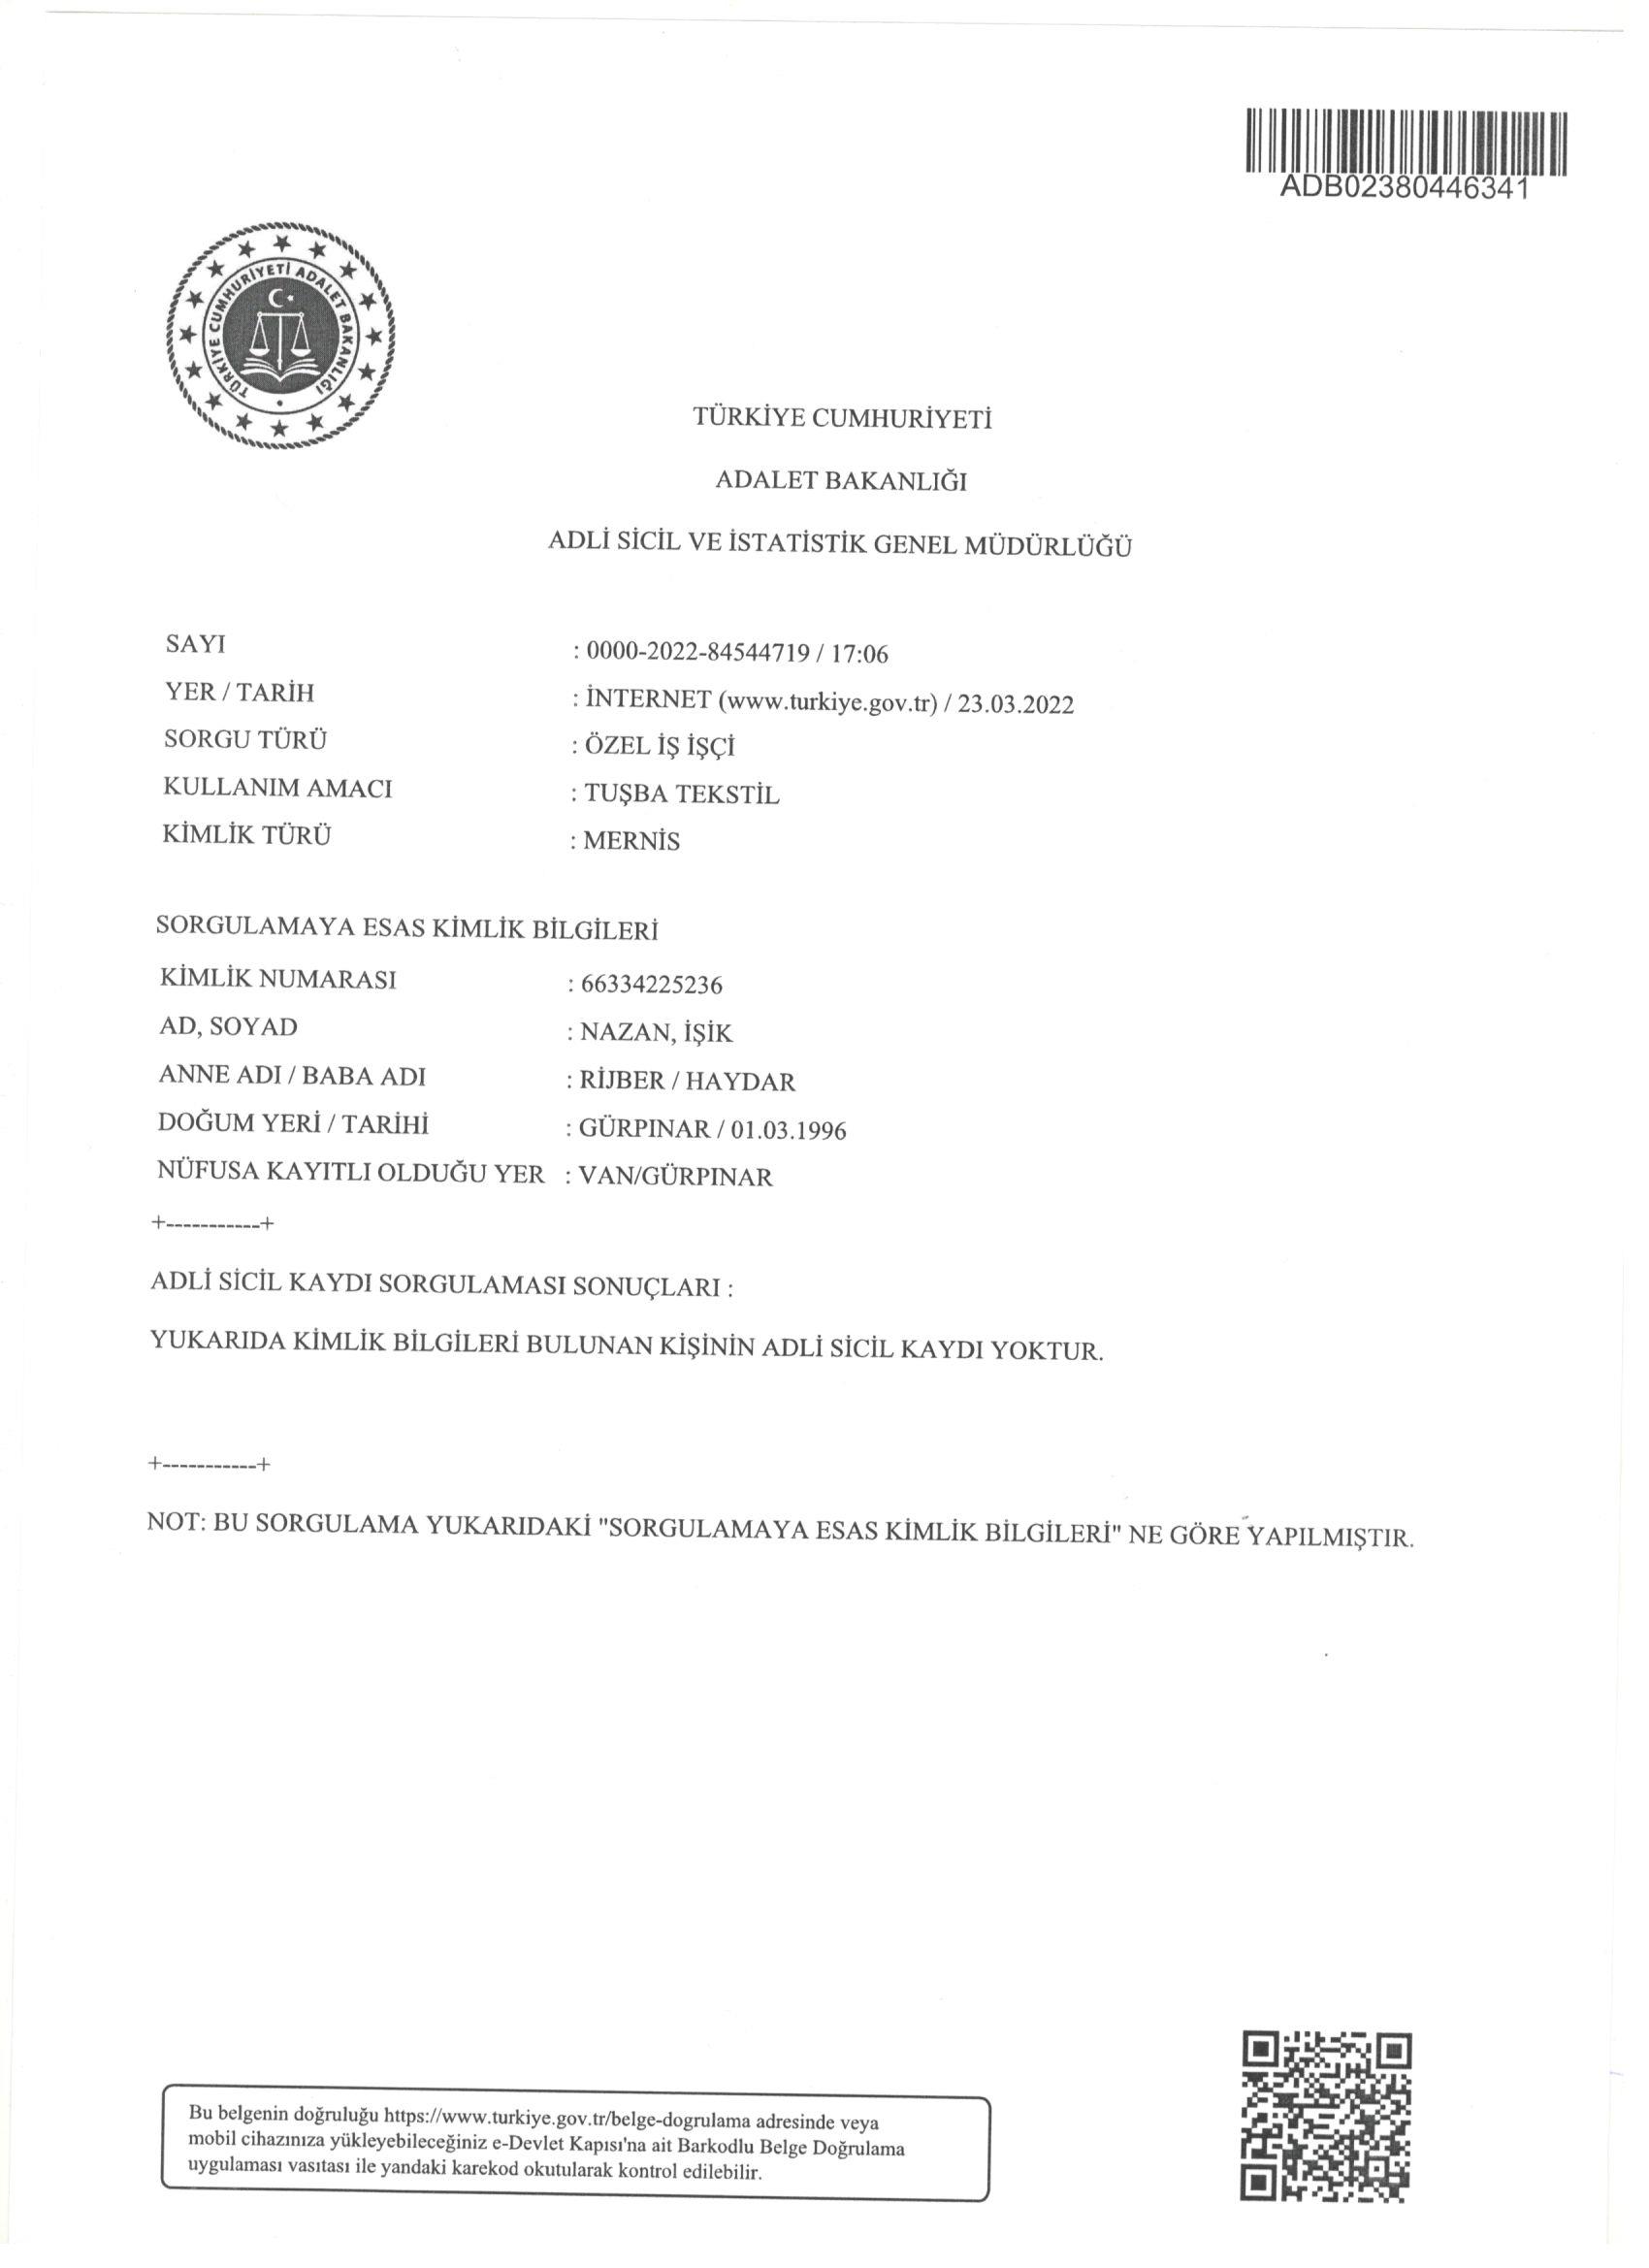 ADB02380446341
TÜRKİYE CUMHURİYETİ ADALET BAKANLIĞI
TÜRKİYE CUMHURİYETİ
ADALET BAKANLIĞI
ADLİ SİCİL VE İSTATİSTİK GENEL MÜDÜRLÜĞÜ
SAYI : 0000-2022-84544719 / 17:06
YER / TARİH : İNTERNET (www.turkiye.gov.tr) / 23.03.2022
SORGU TÜRÜ : ÖZEL İŞ İŞÇİ
KULLANIM AMACI : TUŞBA TEKSTİL
KİMLİK TÜRÜ : MERNİS
SORGULAMAYA ESAS KİMLİK BİLGİLERİ
KİMLİK NUMARASI : 66334225236
AD, SOYAD : NAZAN, İŞİK
ANNE ADI / BABA ADI : RİJBER / HAYDAR
DOĞUM YERİ / TARİHİ : GÜRPINAR / 01.03.1996
NÜFUSA KAYITLI OLDUĞU YER : VAN/GÜRPINAR
+-----------+
ADLİ SİCİL KAYDI SORGULAMASI SONUÇLARI :
YUKARIDA KİMLİK BİLGİLERİ BULUNAN KİŞİNİN ADLİ SİCİL KAYDI YOKTUR.
+-----------+
NOT: BU SORGULAMA YUKARIDAKİ "SORGULAMAYA ESAS KİMLİK BİLGİLERİ" NE GÖRE YAPILMIŞTIR.
Bu belgenin doğruluğu https://www.turkiye.gov.tr/belge-dogrulama adresinde veya
mobil cihazınıza yükleyebileceğiniz e-Devlet Kapısı'na ait Barkodlu Belge Doğrulama
uygulaması vasıtası ile yandaki karekod okutularak kontrol edilebilir.